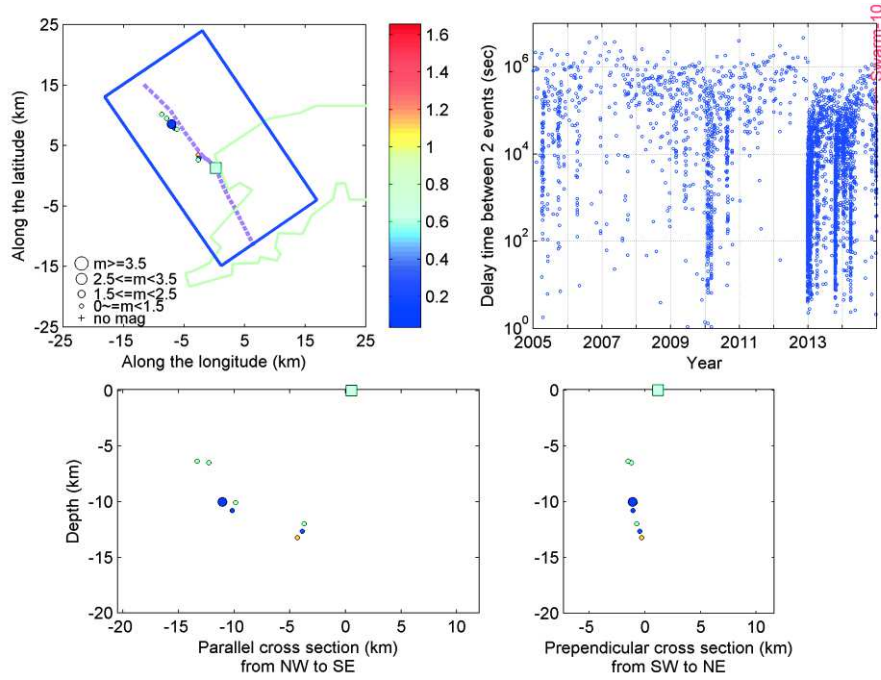 25
15
5
-5
-15
-25
Along the latitude (km)
m>=3.5
2.5<=m<3.5
1.5<=m<2.5
0~=m<1.5
no mag
-25 -15 -5 5 15 25
Along the longitude (km)
1.6
1.4
1.2
1
0.8
0.6
0.4
0.2
Delay time between 2 events (sec)
10^6
10^4
10^2
10^0
2005 2007 2009 2011 2013
Year
Swarm-10
0
-5
-10
-15
-20
Depth (km)
-20 -15 -10 -5 0 5 10
Parallel cross section (km)
from NW to SE
0
-5
-10
-15
-20
-5 0 5 10
Prependicular cross section (km)
from SW to NE